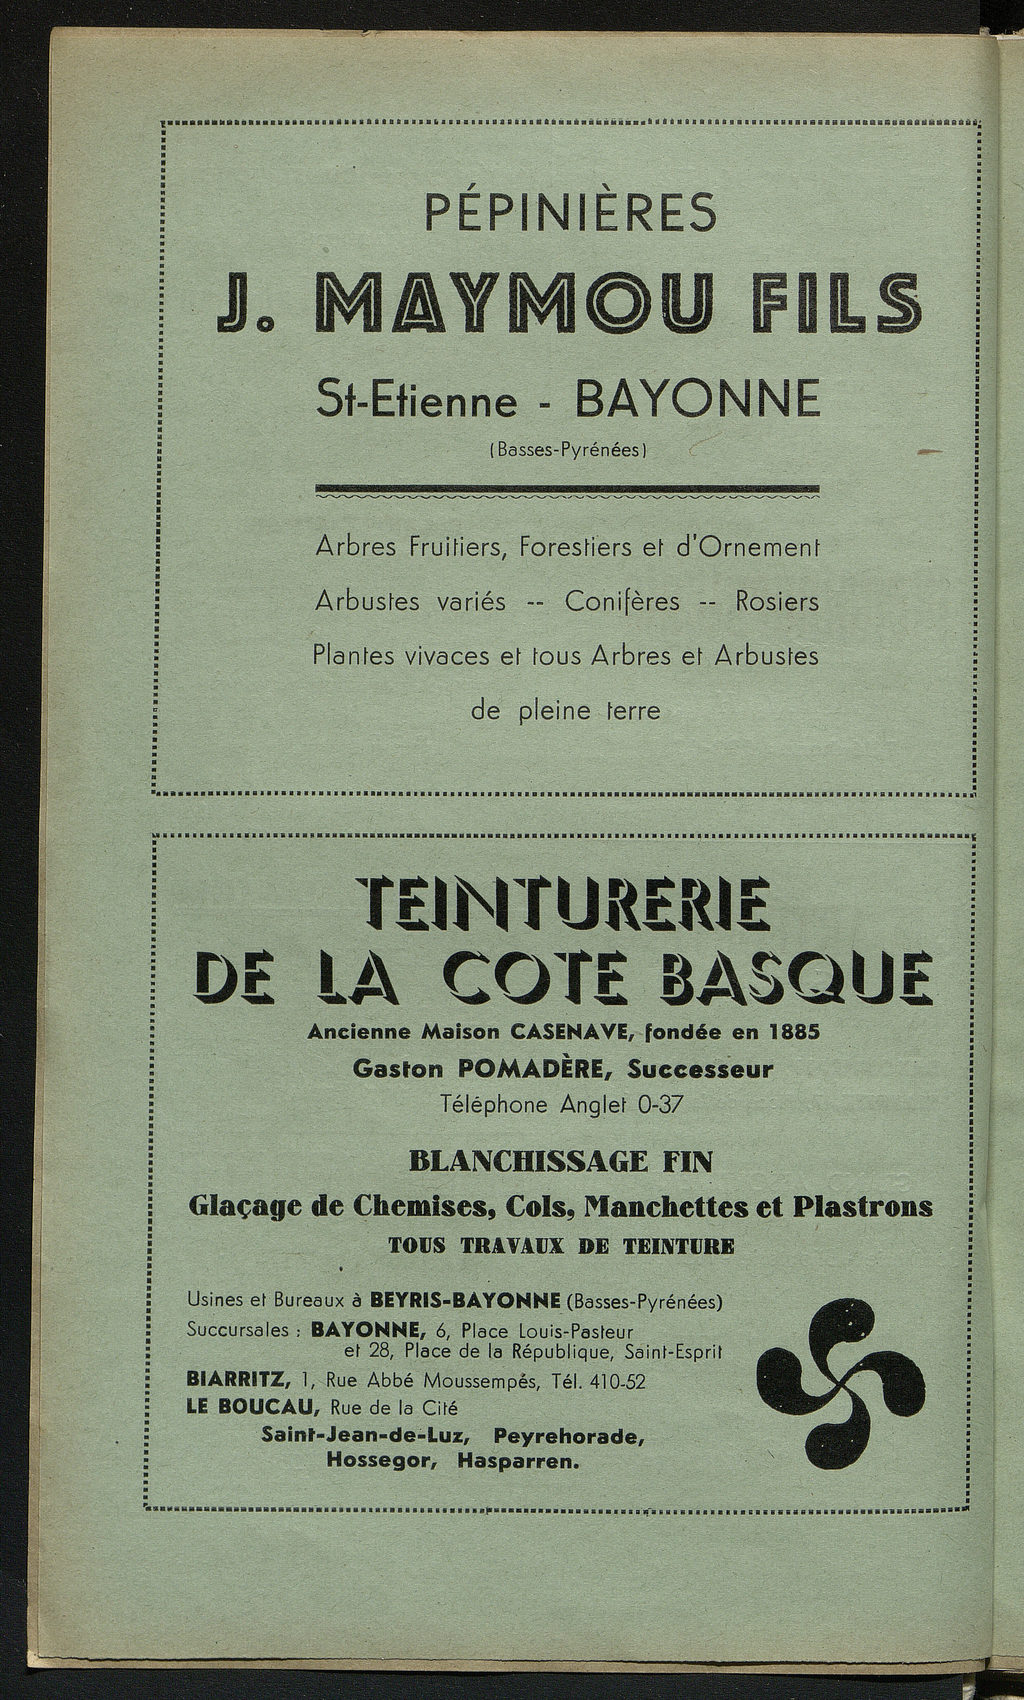 PÉPINIÈRES
J. MAYMOU FILS
St-Etienne - BAYONNE
(Basses-Pyrénées)
Arbres Fruitiers, Forestiers et d'Ornement
Arbustes variés -- Conifères -- Rosiers
Plantes vivaces et tous Arbres et Arbustes
de pleine terre
TEINTURERIE
DE LA COTE BASQUE
Ancienne Maison CASENAVE, fondée en 1885
Gaston POMADÈRE, Successeur
Téléphone Anglet 0-37
BLANCHISSAGE FIN
Glaçage de Chemises, Cols, Manchettes et Plastrons
TOUS TRAVAUX DE TEINTURE
Usines et Bureaux à BEYRIS-BAYONNE (Basses-Pyrénées)
Succursales : BAYONNE, 6, Place Louis-Pasteur
et 28, Place de la République, Saint-Esprit
BIARRITZ, 1, Rue Abbé Moussempès, Tél. 410-52
LE BOUCAU, Rue de la Cité
Saint-Jean-de-Luz, Peyrehorade,
Hossegor, Hasparren.